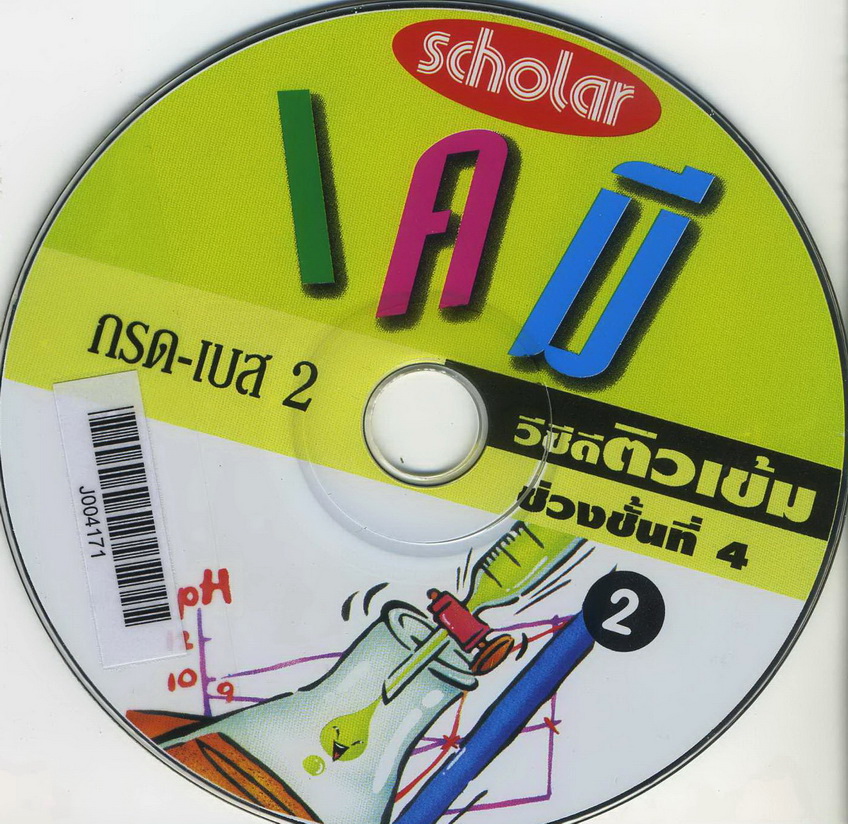 scholar
เคมี
กรด-เบส 2
วีซีดีติวเข้ม
ช่วงชั้นที่ 4
2
J004171
pH
10
9